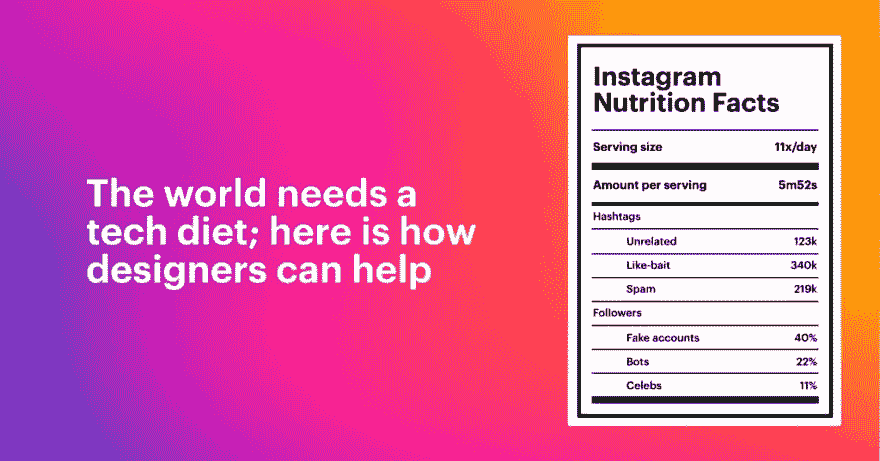 The world needs a
tech diet; here is how
designers can help
Instagram
Nutrition Facts
Serving size 11x/day
Amount per serving 5m52s
Hashtags
Unrelated 123k
Like-bait 340k
Spam 219k
Followers
Fake accounts 40%
Bots 22%
Celebs 11%